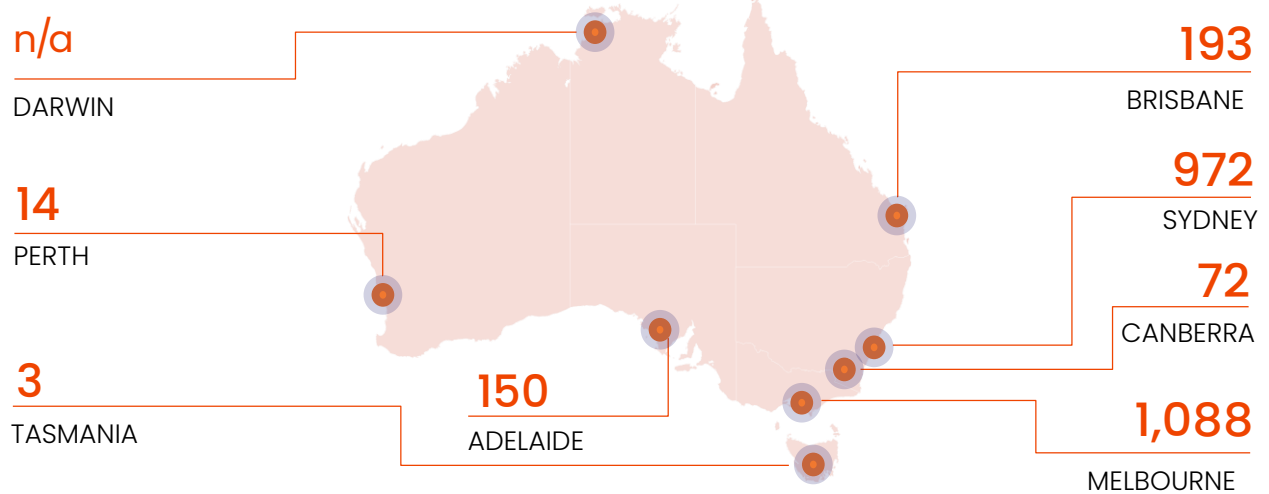 n/a
DARWIN
14
PERTH
3
TASMANIA
150
ADELAIDE
193
BRISBANE
972
SYDNEY
72
CANBERRA
1,088
MELBOURNE